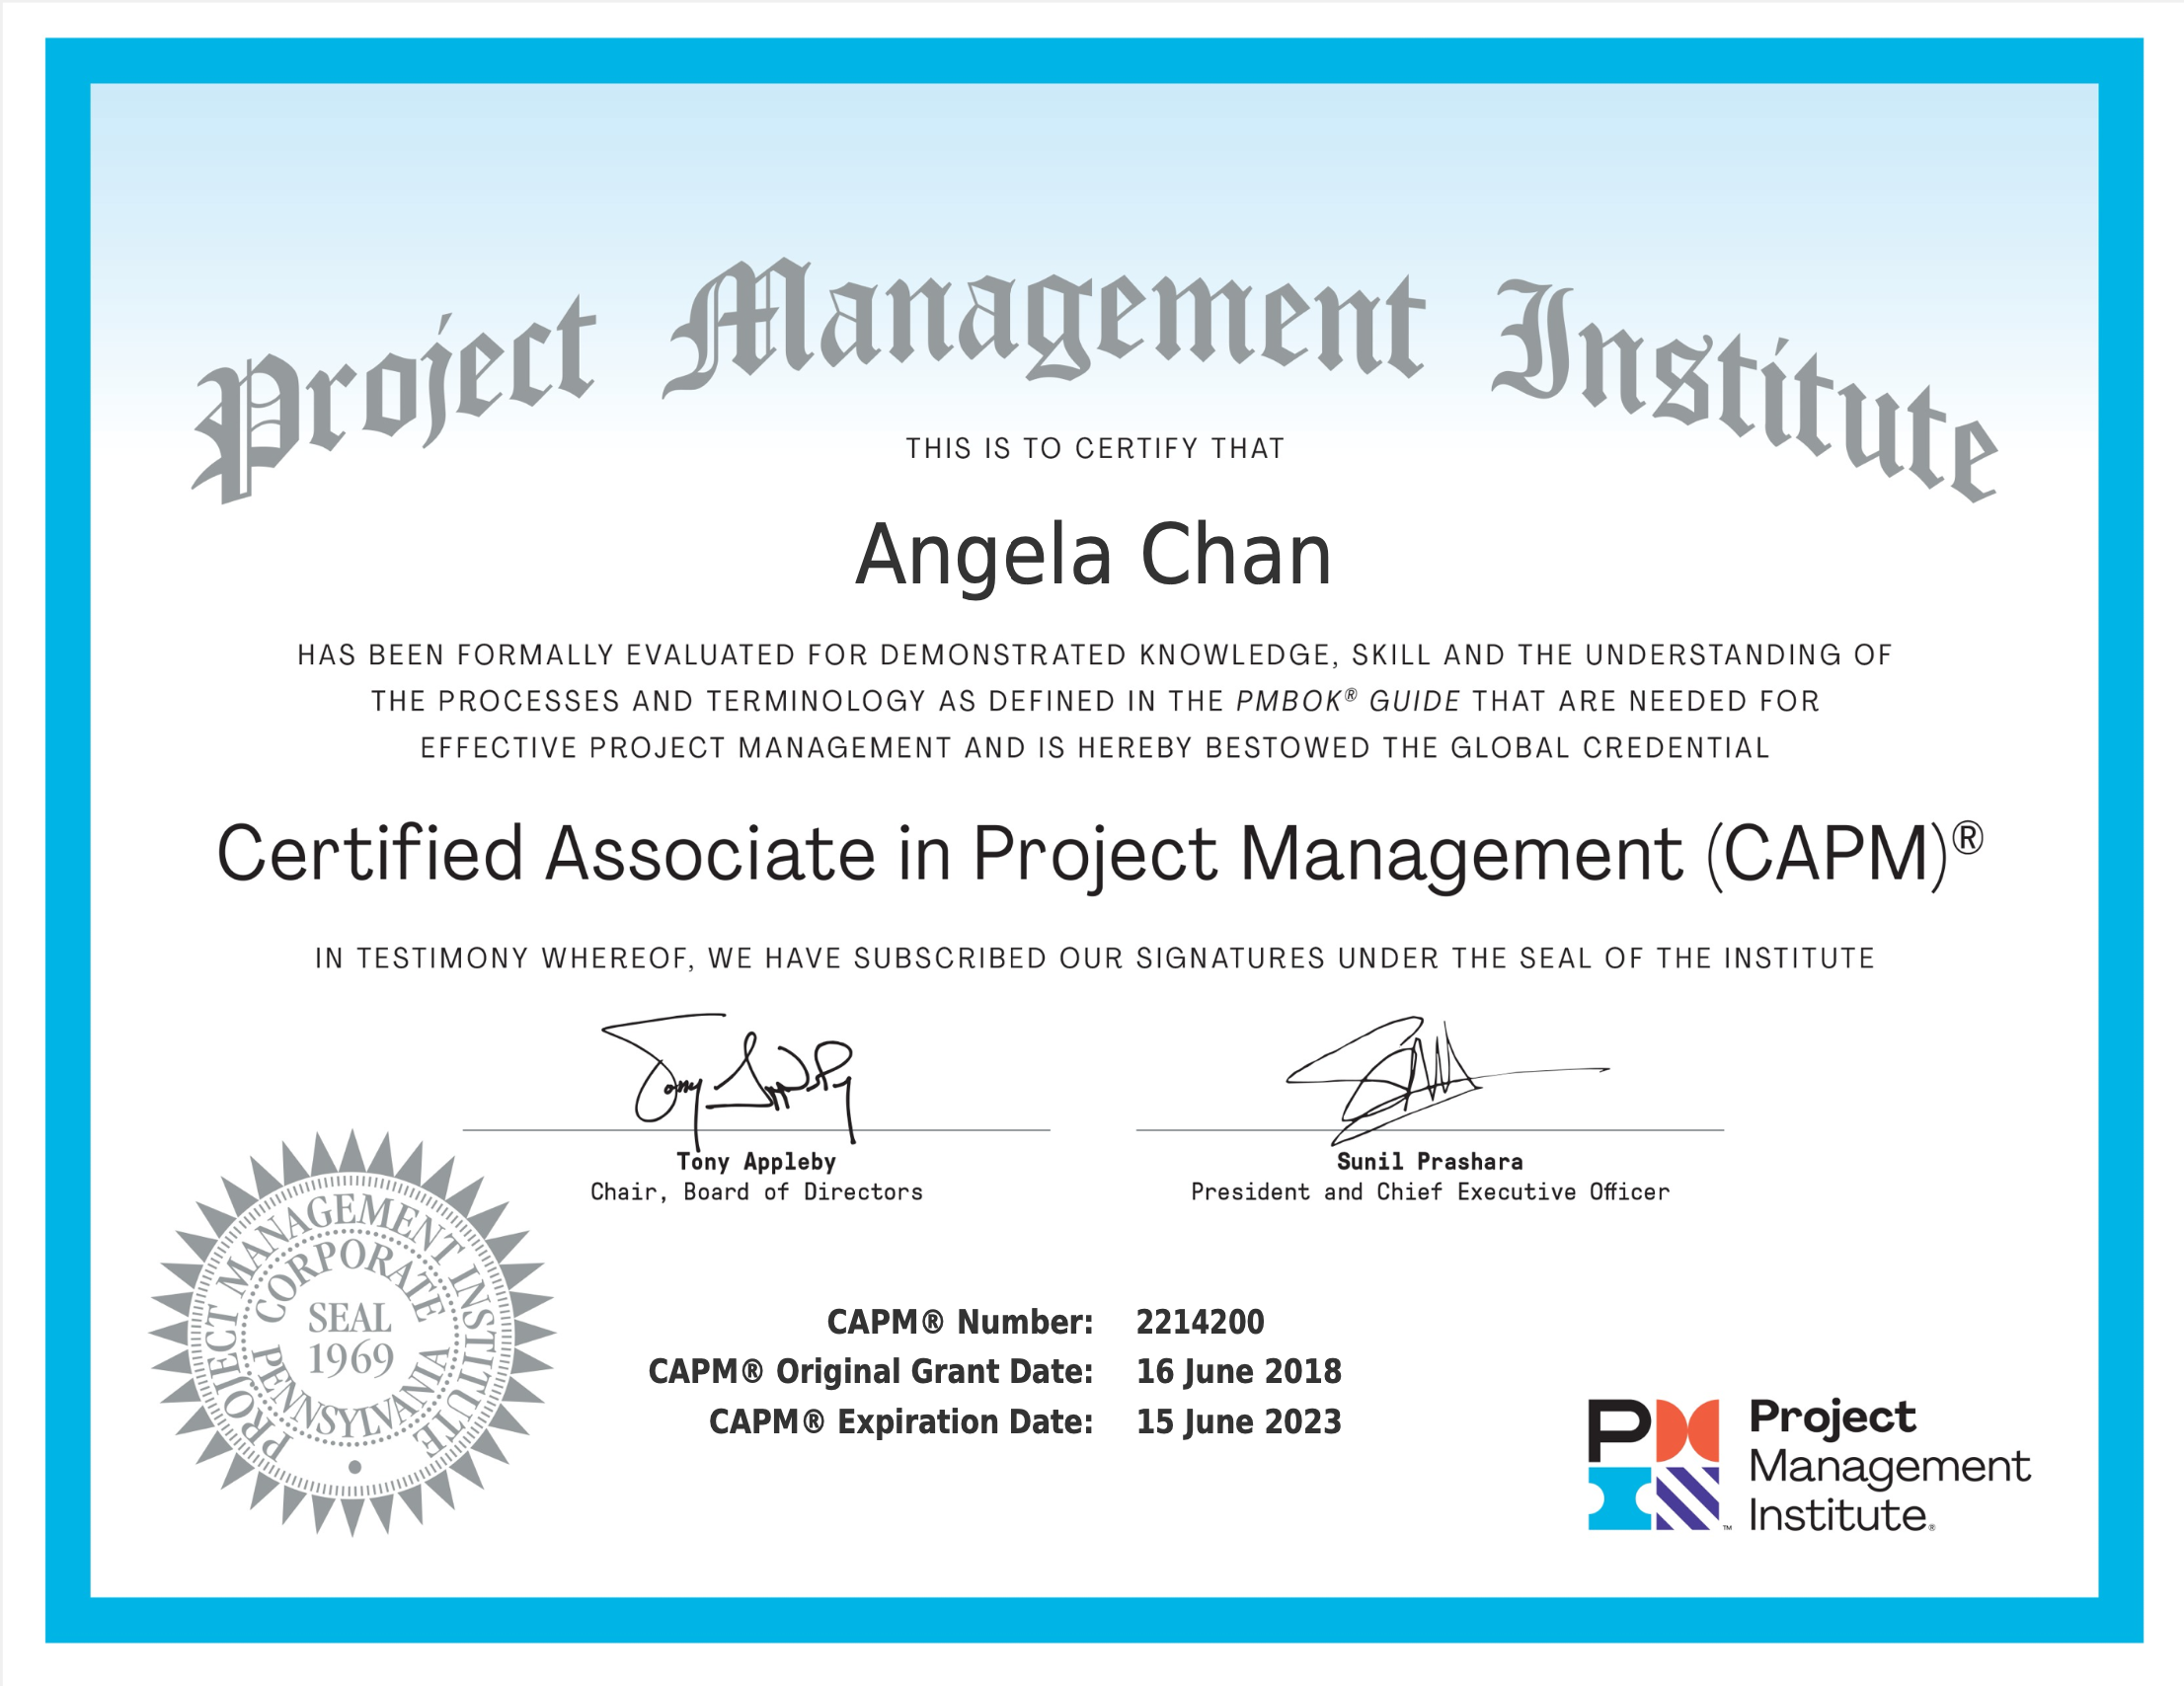 Project Management Institute
THIS IS TO CERTIFY THAT
Angela Chan
HAS BEEN FORMALLY EVALUATED FOR DEMONSTRATED KNOWLEDGE, SKILL AND THE UNDERSTANDING OF
THE PROCESSES AND TERMINOLOGY AS DEFINED IN THE PMBOK® GUIDE THAT ARE NEEDED FOR
EFFECTIVE PROJECT MANAGEMENT AND IS HEREBY BESTOWED THE GLOBAL CREDENTIAL
Certified Associate in Project Management (CAPM)®
IN TESTIMONY WHEREOF, WE HAVE SUBSCRIBED OUR SIGNATURES UNDER THE SEAL OF THE INSTITUTE
Tony Appleby
Chair, Board of Directors
Sunil Prashara
President and Chief Executive Officer
PROJECT MANAGEMENT INSTITUTE
CORPORATE
SEAL
1969
PENNSYLVANIA
CAPM® Number: 2214200
CAPM® Original Grant Date: 16 June 2018
CAPM® Expiration Date: 15 June 2023
PM
I
™
Project
Management
Institute®